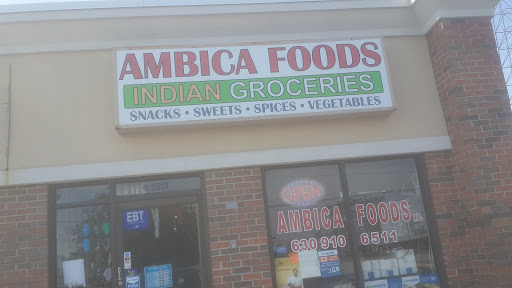 AMBICA FOODS
INDIAN GROCERIES
SNACKS • SWEETS • SPICES • VEGETABLES
EBT
OPEN
AMBICA FOODS
630 910 6511